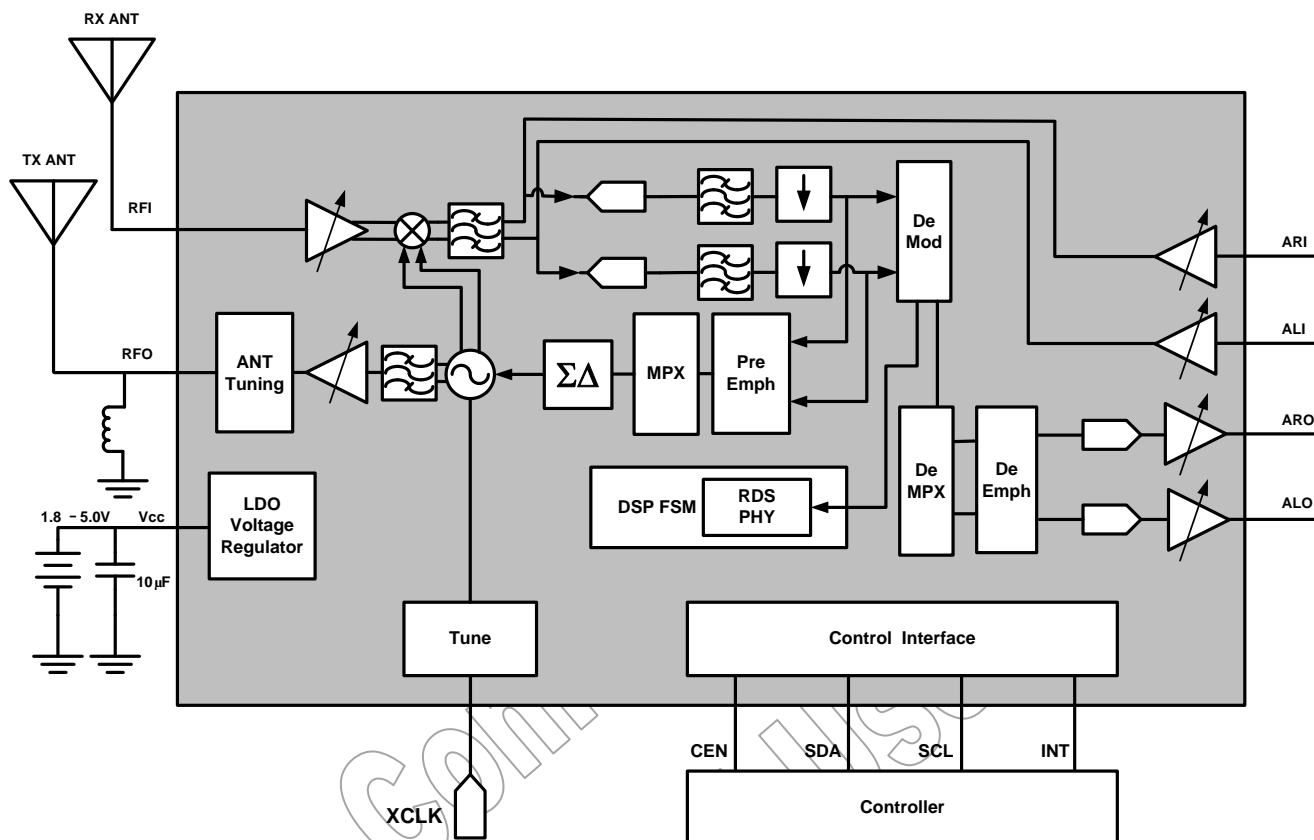 RX ANT
TX ANT
RFI
De
Mod
ARI
ALI
RFO
ANT
Tuning
ΣΔ
MPX
Pre
Emph
ARO
De
MPX
De
Emph
DSP FSM
RDS
PHY
ALO
1.8 – 5.0V
Vcc
LDO
Voltage
Regulator
10µF
Tune
Control Interface
CEN
SDA
SCL
INT
XCLK
Controller